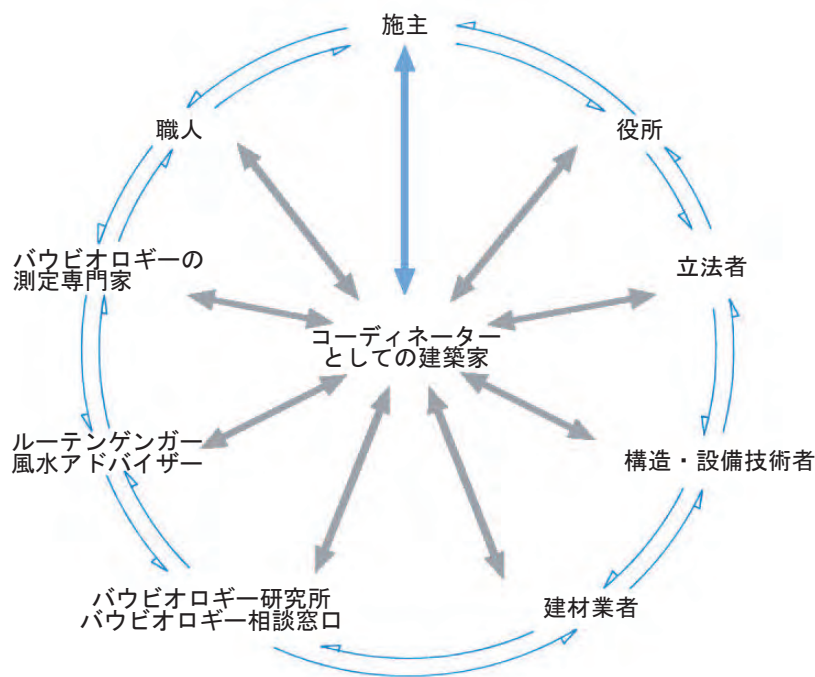 施主
職人
役所
バウビオロギーの
測定専門家
立法者
コーディネーター
としての建築家
ルーテンゲンガー
風水アドバイザー
構造・設備技術者
バウビオロギー研究所
バウビオロギー相談窓口
建材業者